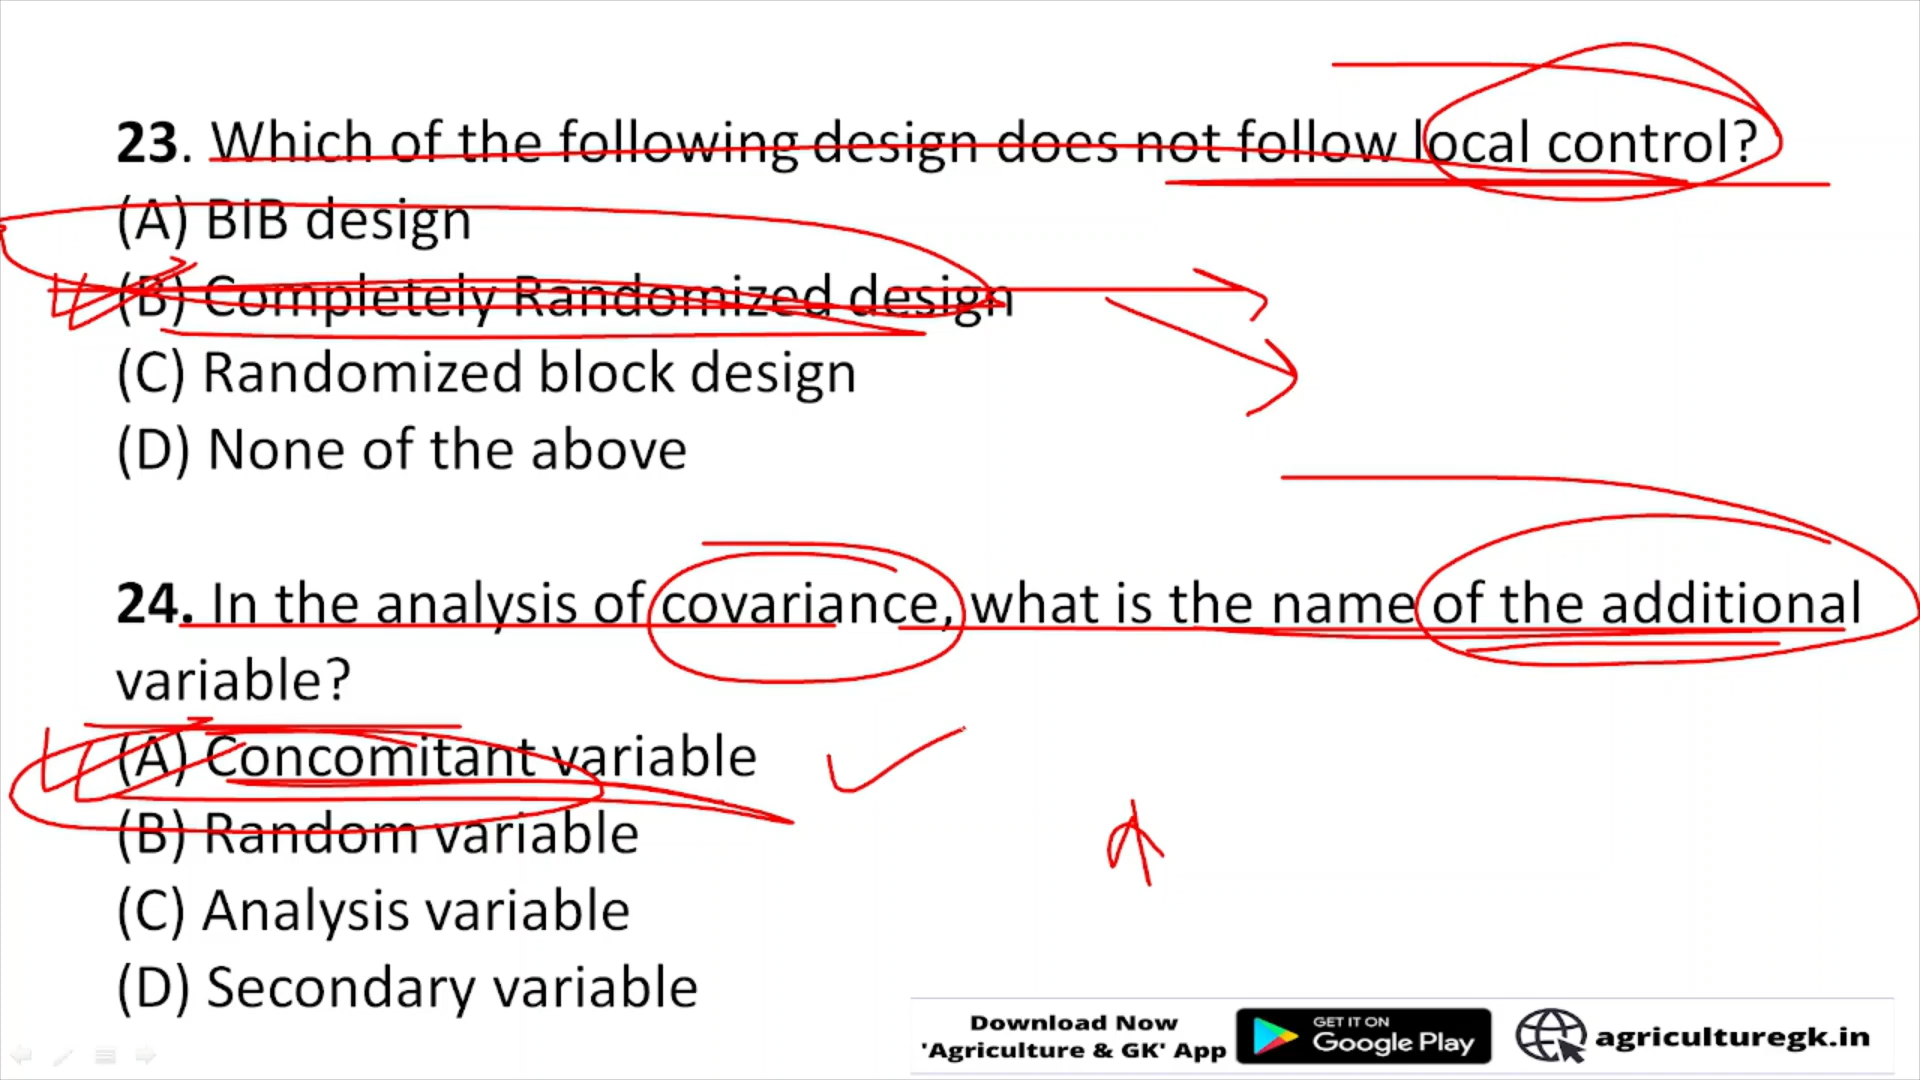 23. Which of the following design does not follow local control?
(A) BIB design
(B) Completely Randomized design
(C) Randomized block design
(D) None of the above
24. In the analysis of covariance, what is the name of the additional
variable?
(A) Concomitant variable
(B) Random variable
(C) Analysis variable
(D) Secondary variable
Download Now
'Agriculture & GK' App
GET IT ON
Google Play
agriculturegk.in